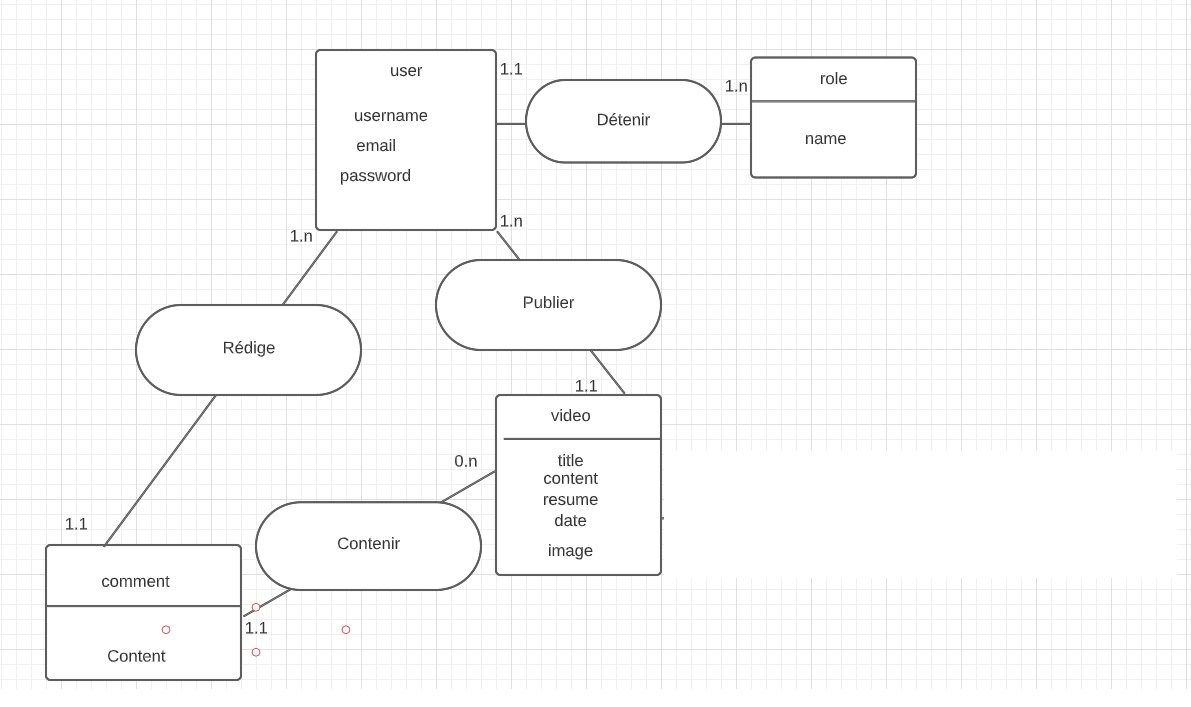 user
username
email
password
1.1
Détenir
1.n
role
name
1.n
1.n
Publier
Rédige
1.1
video
title
content
resume
date
image
0.n
Contenir
1.1
comment
Content
1.1